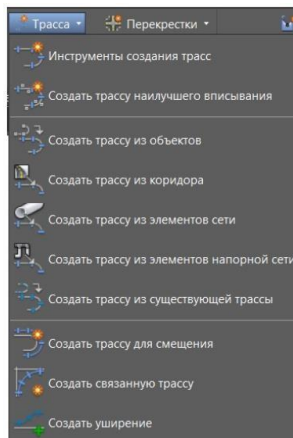 Трасса Перекрестки
Инструменты создания трасс
Создать трассу наилучшего вписывания
Создать трассу из объектов
Создать трассу из коридора
Создать трассу из элементов сети
Создать трассу из элементов напорной сети
Создать трассу из существующей трассы
Создать трассу для смещения
Создать связанную трассу
Создать уширение